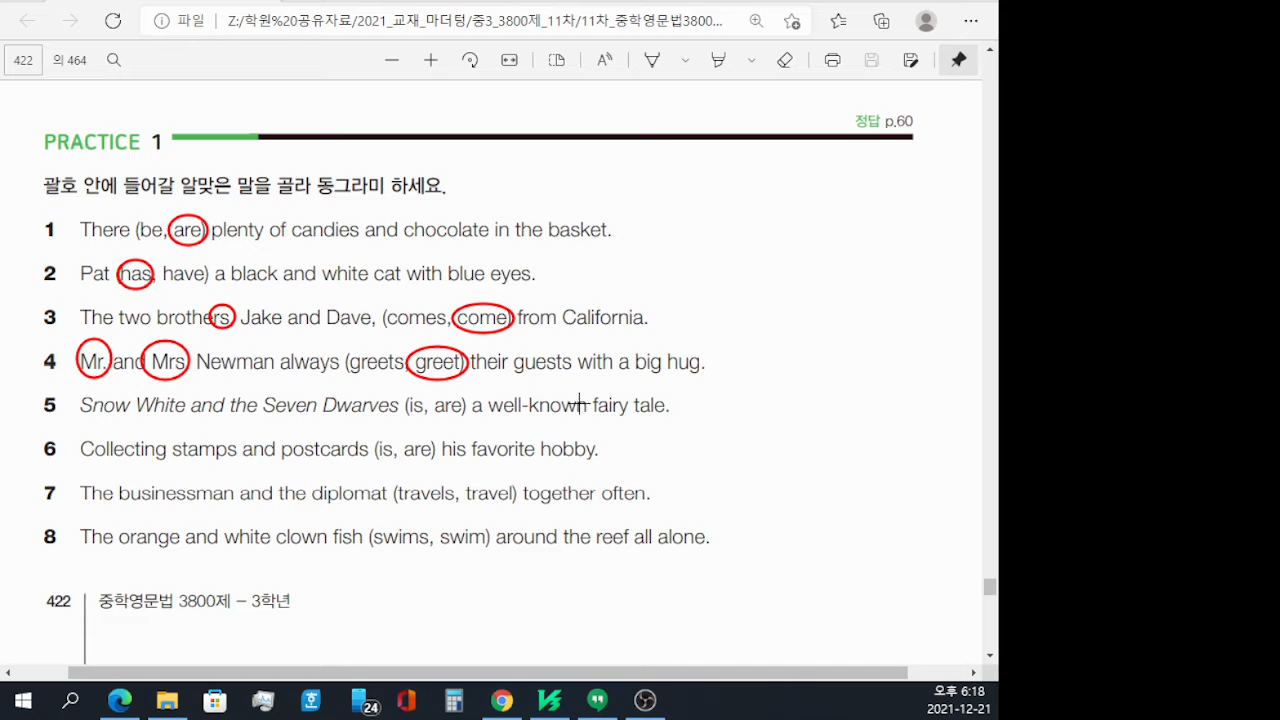 파일 Z:/학원%20공유자료/2021_교재_마더텅/중3_3800제_11차/11차_중학영문법3800...
422 의 464
정답 p.60
PRACTICE 1
괄호 안에 들어갈 알맞은 말을 골라 동그라미 하세요.
1 There (be, are) plenty of candies and chocolate in the basket.
2 Pat (has, have) a black and white cat with blue eyes.
3 The two brothers, Jake and Dave, (comes, come) from California.
4 Mr. and Mrs. Newman always (greets, greet) their guests with a big hug.
5 Snow White and the Seven Dwarves (is, are) a well-known fairy tale.
6 Collecting stamps and postcards (is, are) his favorite hobby.
7 The businessman and the diplomat (travels, travel) together often.
8 The orange and white clown fish (swims, swim) around the reef all alone.
422 중학영문법 3800제 – 3학년
24
오후 6:18
2021-12-21